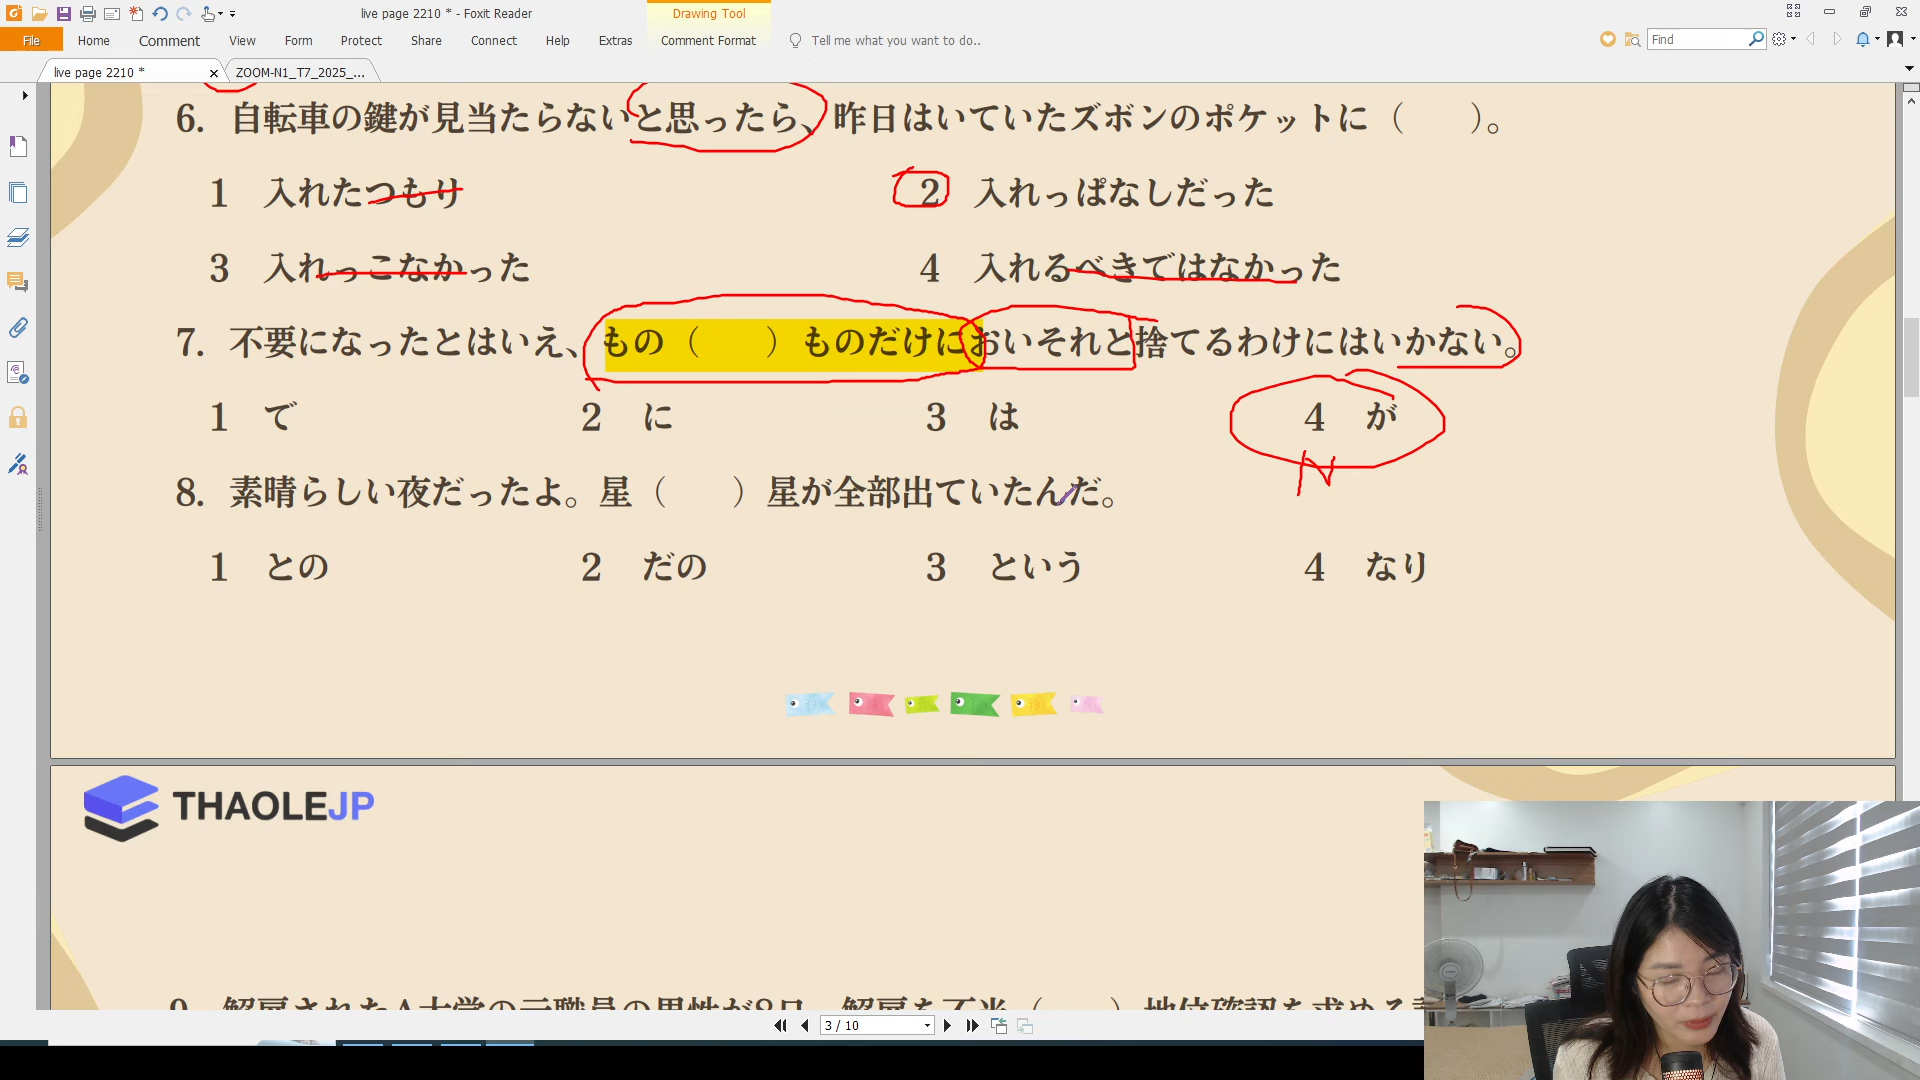 live page 2210 * - Foxit Reader
Drawing Tool
File
Home
Comment
View
Form
Protect
Share
Connect
Help
Extras
Comment Format
Tell me what you want to do..
Find
live page 2210 *
ZOOM-N1_T7_2025_...
6. 自転車の鍵が見当たらないと思ったら、昨日はいていたズボンのポケットに（　　）。
1 入れたつもり
2 入れっぱなしだった
3 入れっこなかった
4 入れるべきではなかった
7. 不要になったとはいえ、もの（　　）ものだけにおいそれと捨てるわけにはいかない。
1 で
2 に
3 は
4 が
N
8. 素晴らしい夜だったよ。星（　　）星が全部出ていたんだ。
1 との
2 だの
3 という
4 なり
THAOLEJP
3 / 10